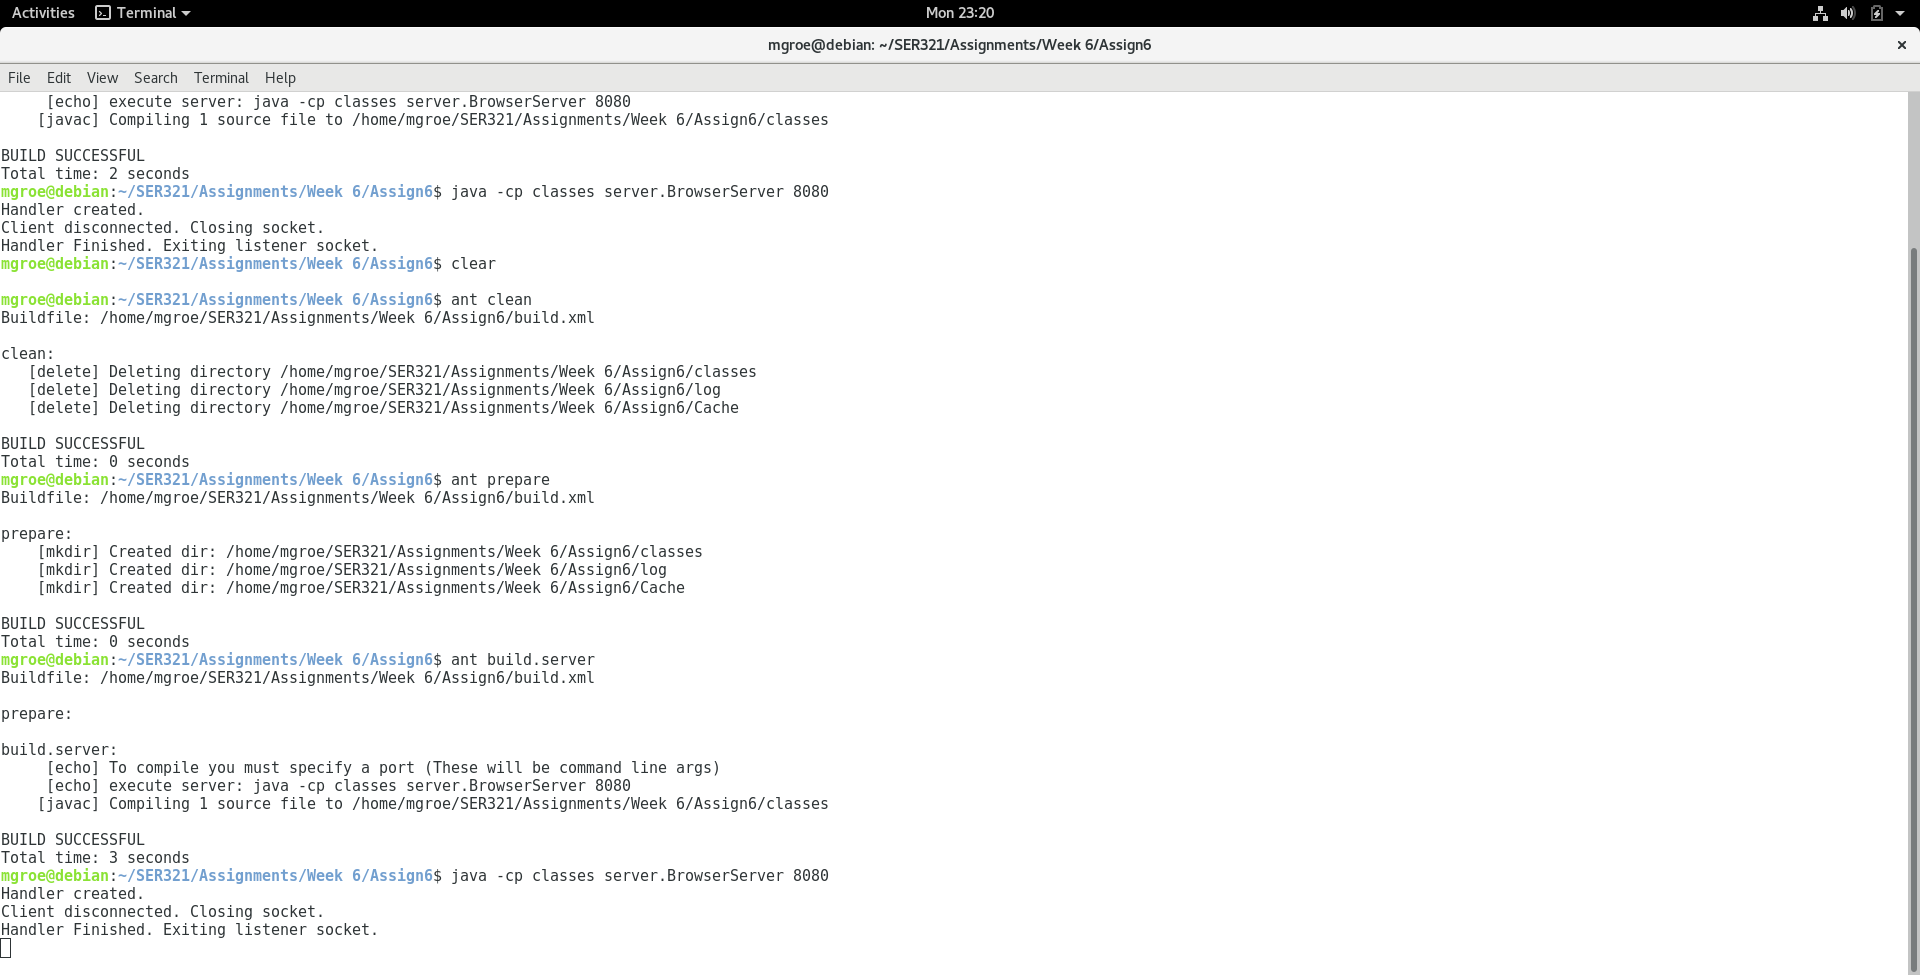 Activities Terminal Mon 23:20
mgroe@debian: ~/SER321/Assignments/Week 6/Assign6
File Edit View Search Terminal Help
[echo] execute server: java -cp classes server.BrowserServer 8080
[javac] Compiling 1 source file to /home/mgroe/SER321/Assignments/Week 6/Assign6/classes
BUILD SUCCESSFUL
Total time: 2 seconds
mgroe@debian:~/SER321/Assignments/Week 6/Assign6$ java -cp classes server.BrowserServer 8080
Handler created.
Client disconnected. Closing socket.
Handler Finished. Exiting listener socket.
mgroe@debian:~/SER321/Assignments/Week 6/Assign6$ clear
mgroe@debian:~/SER321/Assignments/Week 6/Assign6$ ant clean
Buildfile: /home/mgroe/SER321/Assignments/Week 6/Assign6/build.xml
clean:
[delete] Deleting directory /home/mgroe/SER321/Assignments/Week 6/Assign6/classes
[delete] Deleting directory /home/mgroe/SER321/Assignments/Week 6/Assign6/log
[delete] Deleting directory /home/mgroe/SER321/Assignments/Week 6/Assign6/Cache
BUILD SUCCESSFUL
Total time: 0 seconds
mgroe@debian:~/SER321/Assignments/Week 6/Assign6$ ant prepare
Buildfile: /home/mgroe/SER321/Assignments/Week 6/Assign6/build.xml
prepare:
[mkdir] Created dir: /home/mgroe/SER321/Assignments/Week 6/Assign6/classes
[mkdir] Created dir: /home/mgroe/SER321/Assignments/Week 6/Assign6/log
[mkdir] Created dir: /home/mgroe/SER321/Assignments/Week 6/Assign6/Cache
BUILD SUCCESSFUL
Total time: 0 seconds
mgroe@debian:~/SER321/Assignments/Week 6/Assign6$ ant build.server
Buildfile: /home/mgroe/SER321/Assignments/Week 6/Assign6/build.xml
prepare:
build.server:
[echo] To compile you must specify a port (These will be command line args)
[echo] execute server: java -cp classes server.BrowserServer 8080
[javac] Compiling 1 source file to /home/mgroe/SER321/Assignments/Week 6/Assign6/classes
BUILD SUCCESSFUL
Total time: 3 seconds
mgroe@debian:~/SER321/Assignments/Week 6/Assign6$ java -cp classes server.BrowserServer 8080
Handler created.
Client disconnected. Closing socket.
Handler Finished. Exiting listener socket.